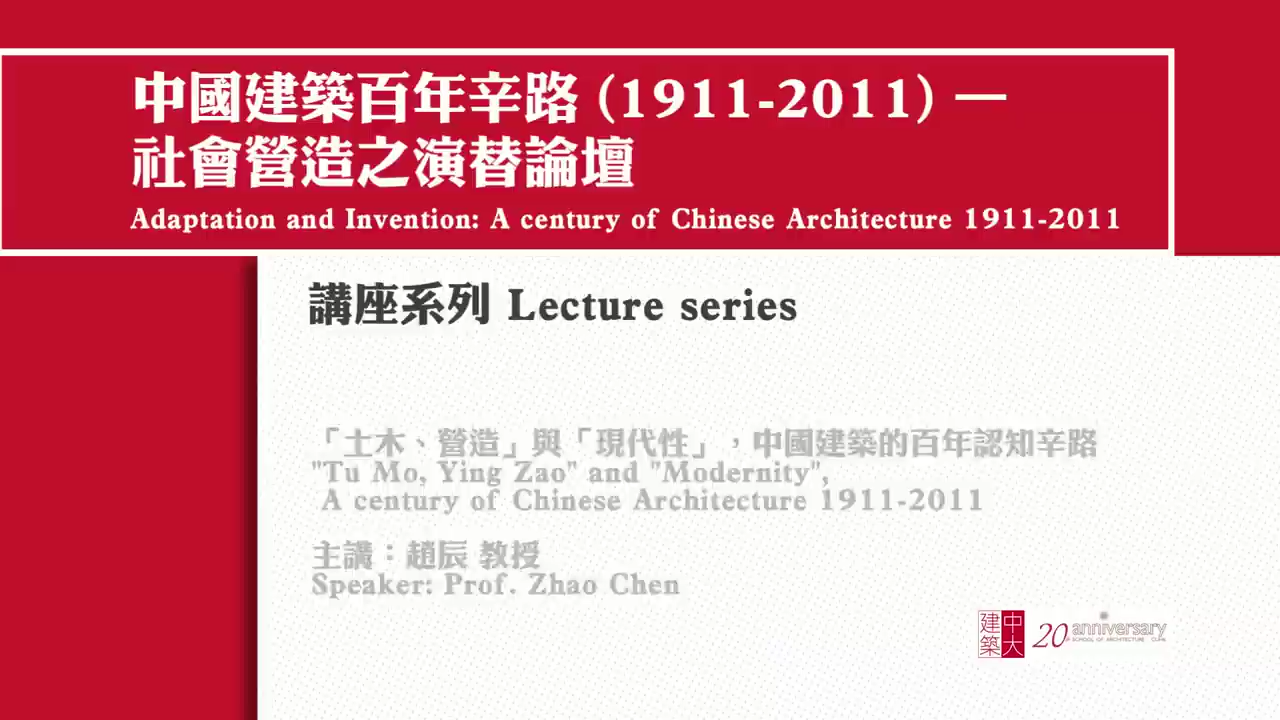 中國建築百年辛路 (1911-2011) —
社會營造之演替論壇
Adaptation and Invention: A century of Chinese Architecture 1911-2011
講座系列 Lecture series
「土木、營造」與「現代性」，中國建築的百年認知辛路
"Tu Mo, Ying Zao" and "Modernity",
A century of Chinese Architecture 1911-2011
主講：趙辰 教授
Speaker: Prof. Zhao Chen
建築 中大 20 anniversary
SCHOOL OF ARCHITECTURE CUHK